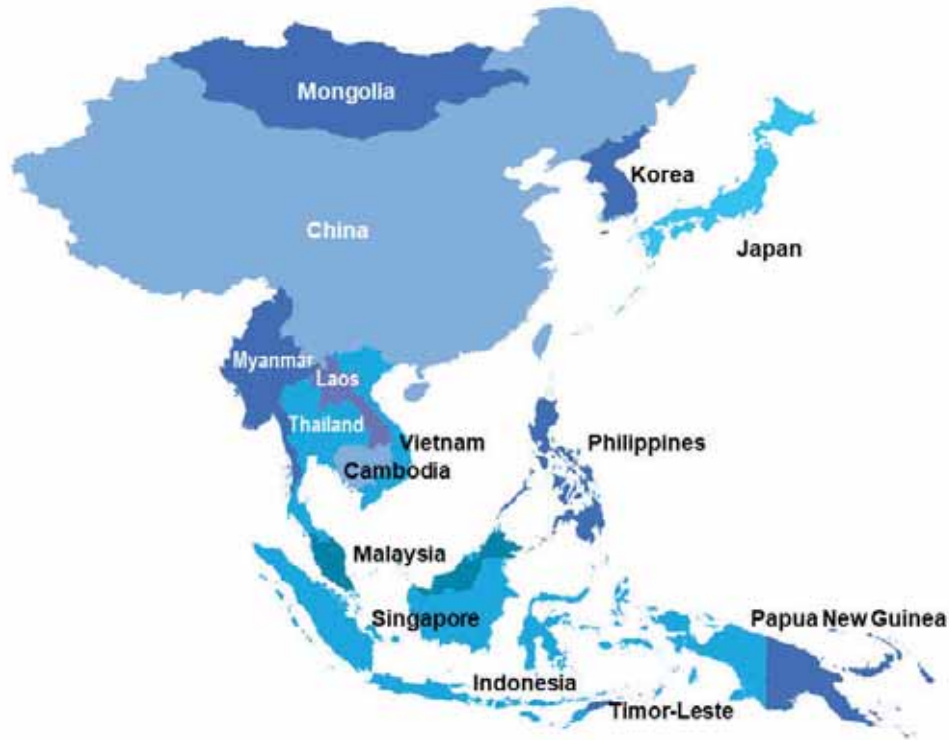 Mongolia
Korea
China
Japan
Myanmar
Laos
Thailand
Vietnam
Philippines
Cambodia
Malaysia
Singapore
Papua New Guinea
Indonesia
Timor-Leste